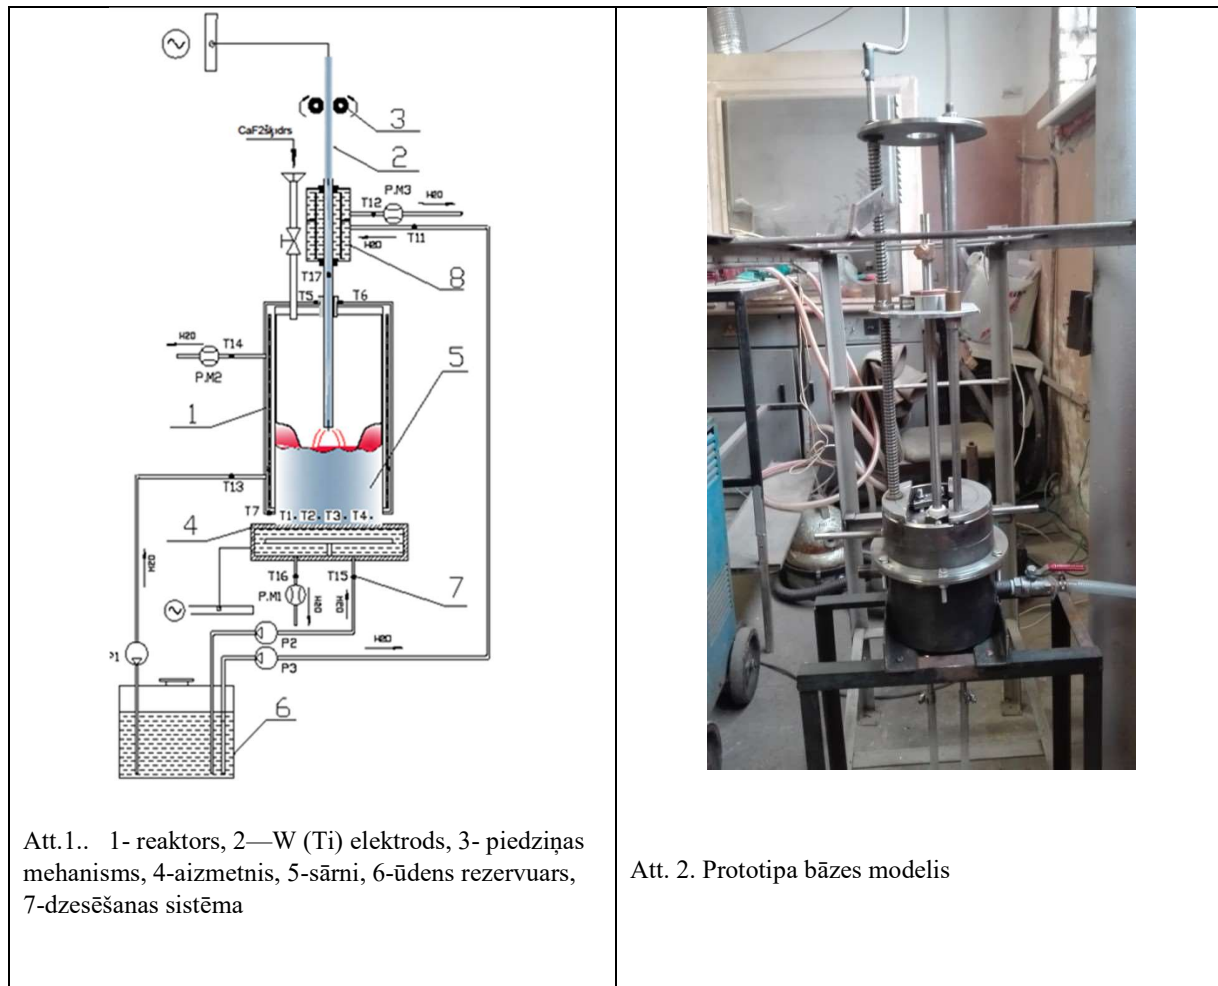 3
CaF2šķidrs
2
P.M3
H2O
T12
T11
H2O
8
T17
T5
T6
H2O
T14
P.M2
5
1
T13
T7
T1. T2. T3. T4.
4
T16
T15
7
P.M1
H2O
H2O
H2O
P2
H2O
P3
P1
6
Att.1.. 1- reaktors, 2—W (Ti) elektrods, 3- piedziņas
mehanisms, 4-aizmetnis, 5-sārni, 6-ūdens rezervuars,
7-dzesēšanas sistēma
Att. 2. Prototipa bāzes modelis